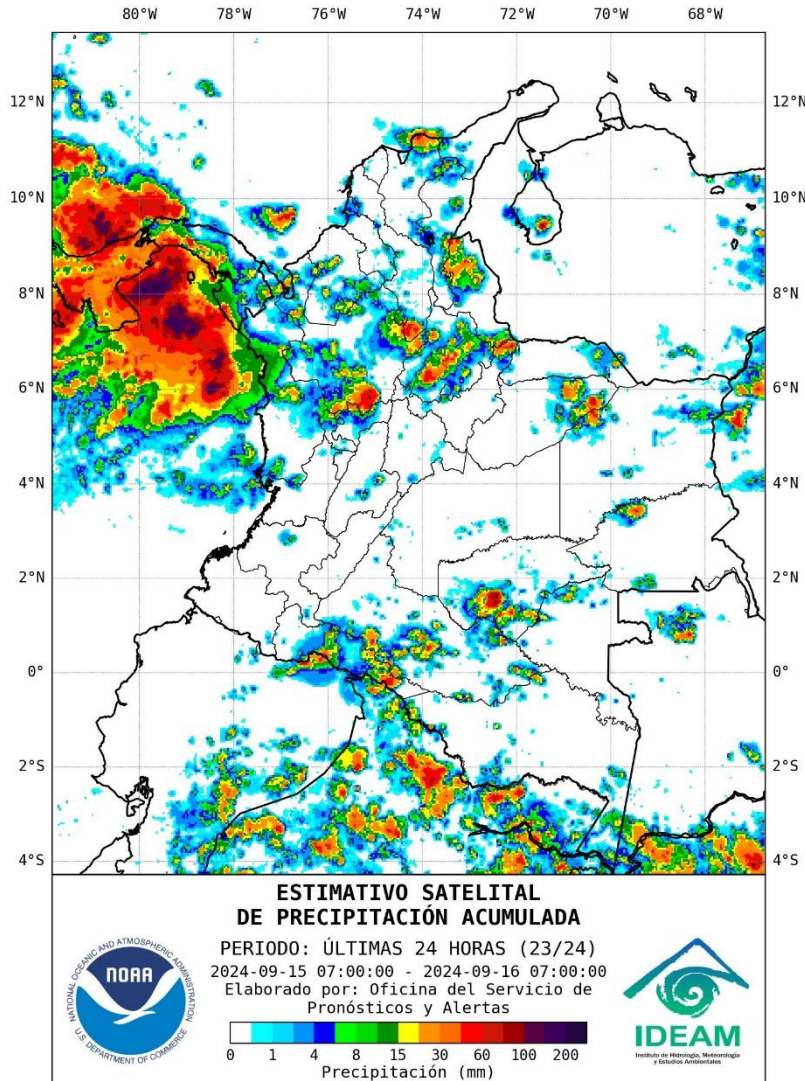 80°W 78°W 76°W 74°W 72°W 70°W 68°W
12°N 12°N
10°N 10°N
8°N 8°N
6°N 6°N
4°N 4°N
2°N 2°N
0° 0°
2°S 2°S
4°S 4°S
ESTIMATIVO SATELITAL
DE PRECIPITACIÓN ACUMULADA
PERIODO: ÚLTIMAS 24 HORAS (23/24)
2024-09-15 07:00:00 - 2024-09-16 07:00:00
Elaborado por: Oficina del Servicio de
Pronósticos y Alertas
0 1 4 8 15 30 60 100 200
Precipitación (mm)
NATIONAL OCEANIC AND ATMOSPHERIC ADMINISTRATION
NOAA
U.S. DEPARTMENT OF COMMERCE
IDEAM
Instituto de Hidrología, Meteorología
y Estudios Ambientales